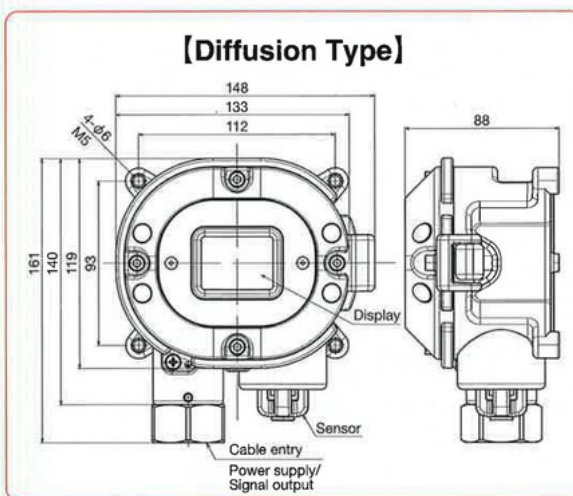 【Diffusion Type】
148
133
112
88
4-φ6
M5
161
140
119
93
Display
Sensor
Cable entry
Power supply/
Signal output